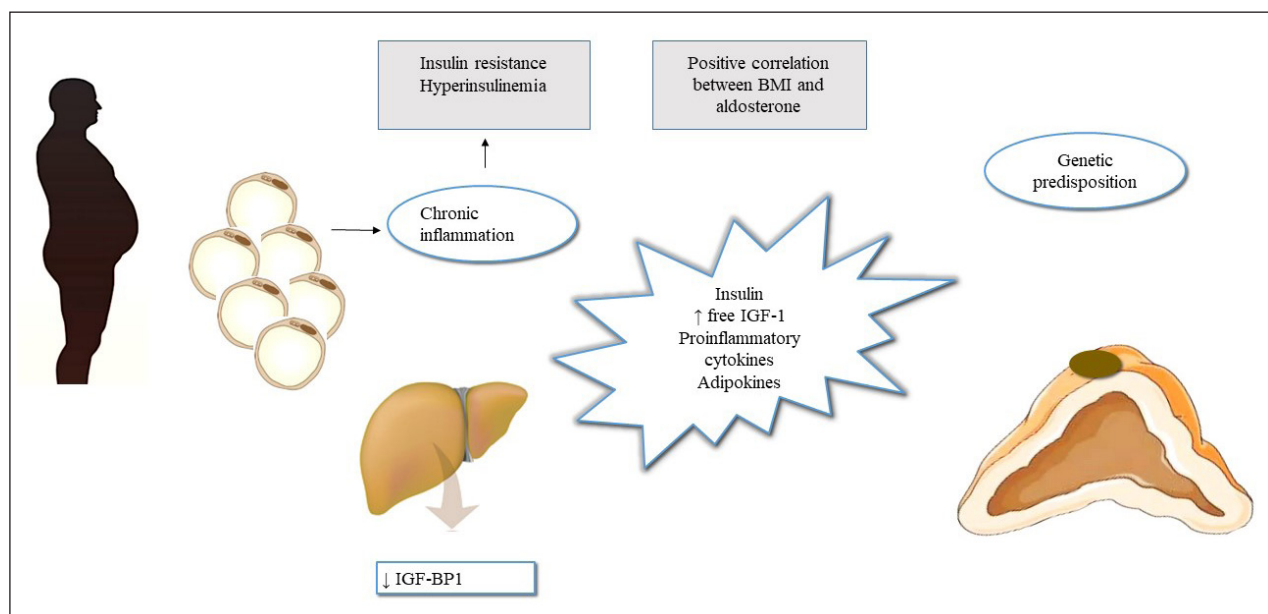 Insulin resistance
Hyperinsulinemia
Positive correlation
between BMI and
aldosterone
Genetic
predisposition
Chronic
inflammation
Insulin
↑ free IGF-1
Proinflammatory
cytokines
Adipokines
↓ IGF-BP1